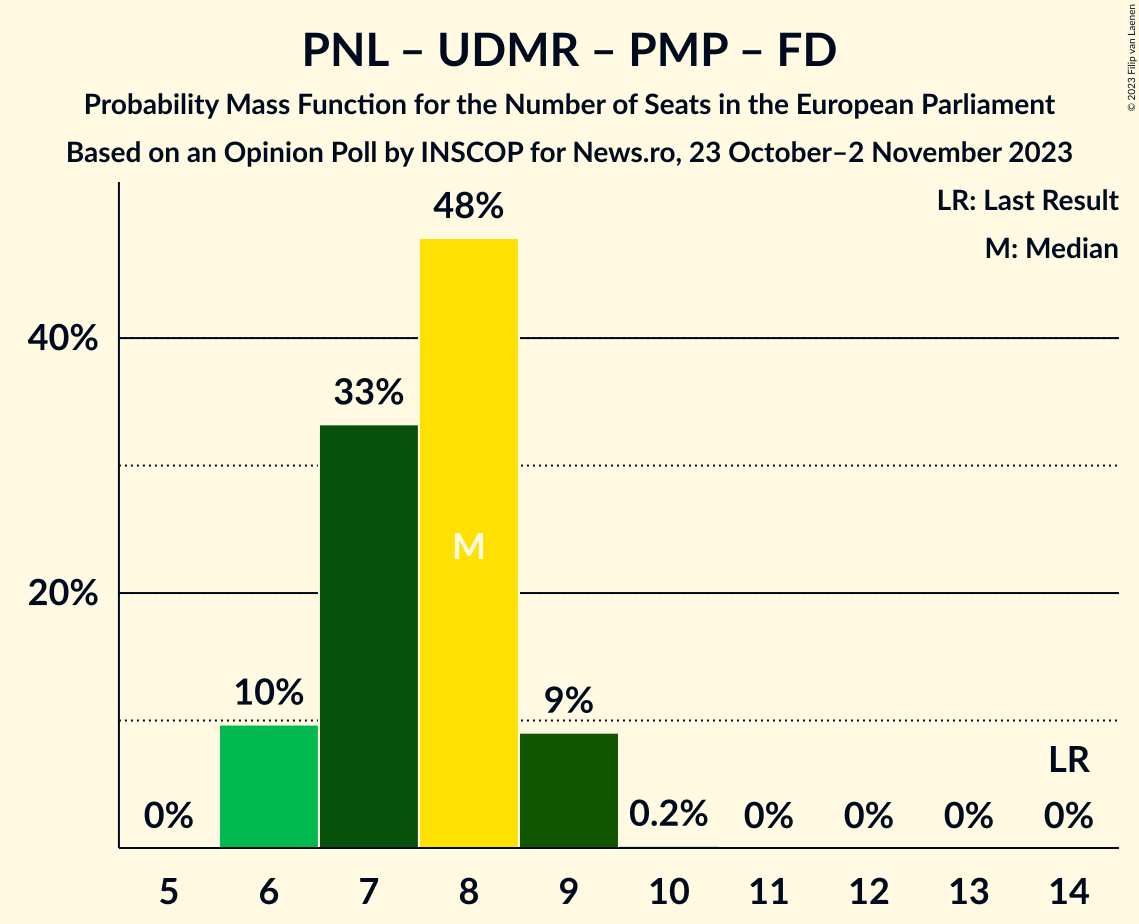 PNL – UDMR – PMP – FD
Probability Mass Function for the Number of Seats in the European Parliament
Based on an Opinion Poll by INSCOP for News.ro, 23 October–2 November 2023
© 2023 Filip van Laenen
LR: Last Result
M: Median
48%
40%
33%
M
20%
10%
9%
LR
0%
0.2%
0%
0%
0%
0%
5 6 7 8 9 10 11 12 13 14